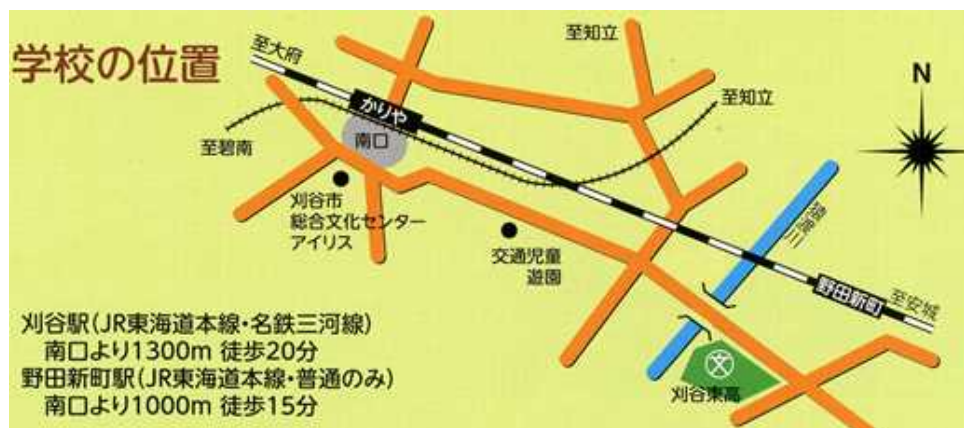 学校の位置
至大府
至知立
N
かりや
至知立
南口
至碧南
刈谷市
総合文化センター
アイリス
猿渡川
交通児童
遊園
野田新町
至安城
刈谷駅(JR東海道本線・名鉄三河線)
南口より1300m 徒歩20分
野田新町駅(JR東海道本線・普通のみ)
南口より1000m 徒歩15分
文
刈谷東高